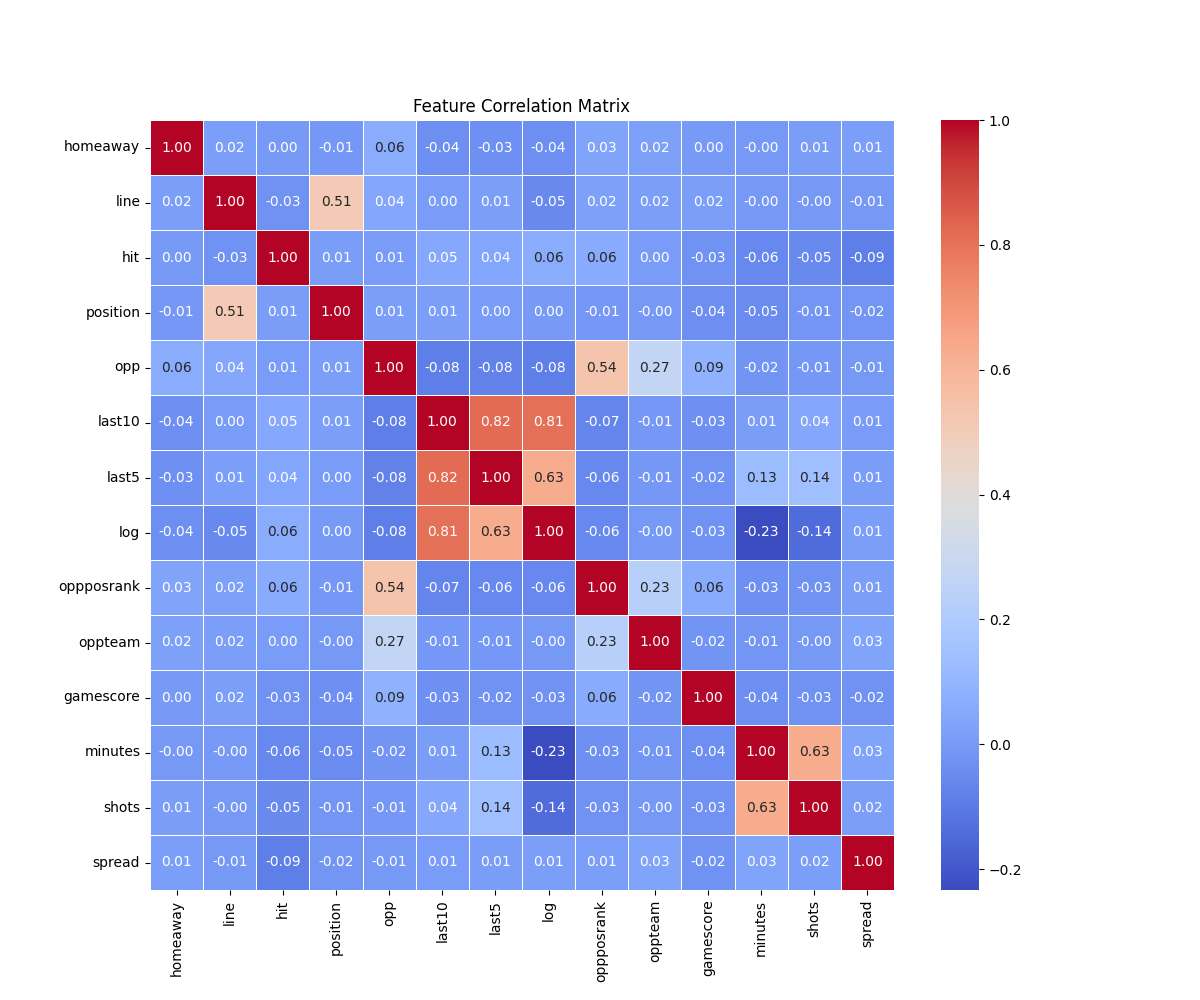 Feature Correlation Matrix
homeaway 1.00 0.02 0.00 -0.01 0.06 -0.04 -0.03 -0.04 0.03 0.02 0.00 -0.00 0.01 0.01
line 0.02 1.00 -0.03 0.51 0.04 0.00 0.01 -0.05 0.02 0.02 0.02 -0.00 -0.00 -0.01
hit 0.00 -0.03 1.00 0.01 0.01 0.05 0.04 0.06 0.06 0.00 -0.03 -0.06 -0.05 -0.09
position -0.01 0.51 0.01 1.00 0.01 0.01 0.00 0.00 -0.01 -0.00 -0.04 -0.05 -0.01 -0.02
opp 0.06 0.04 0.01 0.01 1.00 -0.08 -0.08 -0.08 0.54 0.27 0.09 -0.02 -0.01 -0.01
last10 -0.04 0.00 0.05 0.01 -0.08 1.00 0.82 0.81 -0.07 -0.01 -0.03 0.01 0.04 0.01
last5 -0.03 0.01 0.04 0.00 -0.08 0.82 1.00 0.63 -0.06 -0.01 -0.02 0.13 0.14 0.01
log -0.04 -0.05 0.06 0.00 -0.08 0.81 0.63 1.00 -0.06 -0.00 -0.03 -0.23 -0.14 0.01
oppposrank 0.03 0.02 0.06 -0.01 0.54 -0.07 -0.06 -0.06 1.00 0.23 0.06 -0.03 -0.03 0.01
oppteam 0.02 0.02 0.00 -0.00 0.27 -0.01 -0.01 -0.00 0.23 1.00 -0.02 -0.01 -0.00 0.03
gamescore 0.00 0.02 -0.03 -0.04 0.09 -0.03 -0.02 -0.03 0.06 -0.02 1.00 -0.04 -0.03 -0.02
minutes -0.00 -0.00 -0.06 -0.05 -0.02 0.01 0.13 -0.23 -0.03 -0.01 -0.04 1.00 0.63 0.03
shots 0.01 -0.00 -0.05 -0.01 -0.01 0.04 0.14 -0.14 -0.03 -0.00 -0.03 0.63 1.00 0.02
spread 0.01 -0.01 -0.09 -0.02 -0.01 0.01 0.01 0.01 0.01 0.03 -0.02 0.03 0.02 1.00
homeaway line hit position opp last10 last5 log oppposrank oppteam gamescore minutes shots spread
1.0
0.8
0.6
0.4
0.2
0.0
−0.2